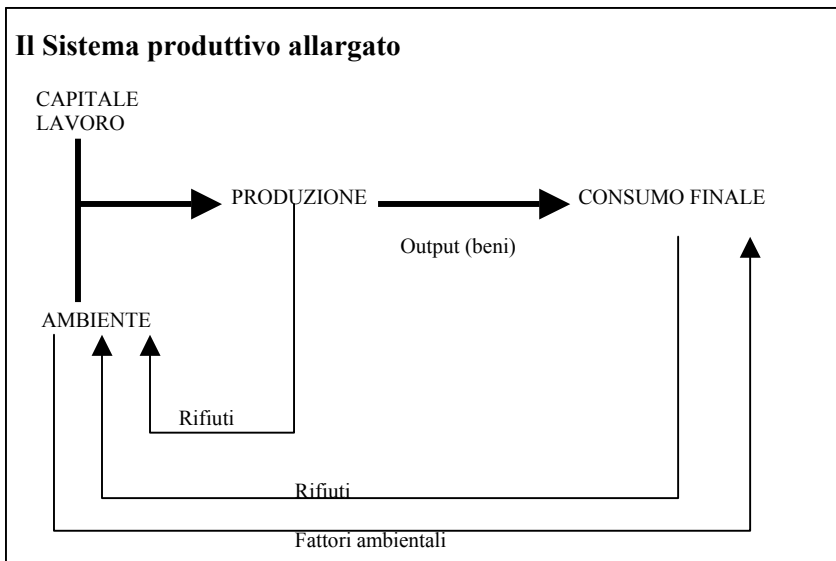 Il Sistema produttivo allargato
CAPITALE
LAVORO
PRODUZIONE
CONSUMO FINALE
Output (beni)
AMBIENTE
Rifiuti
Rifiuti
Fattori ambientali